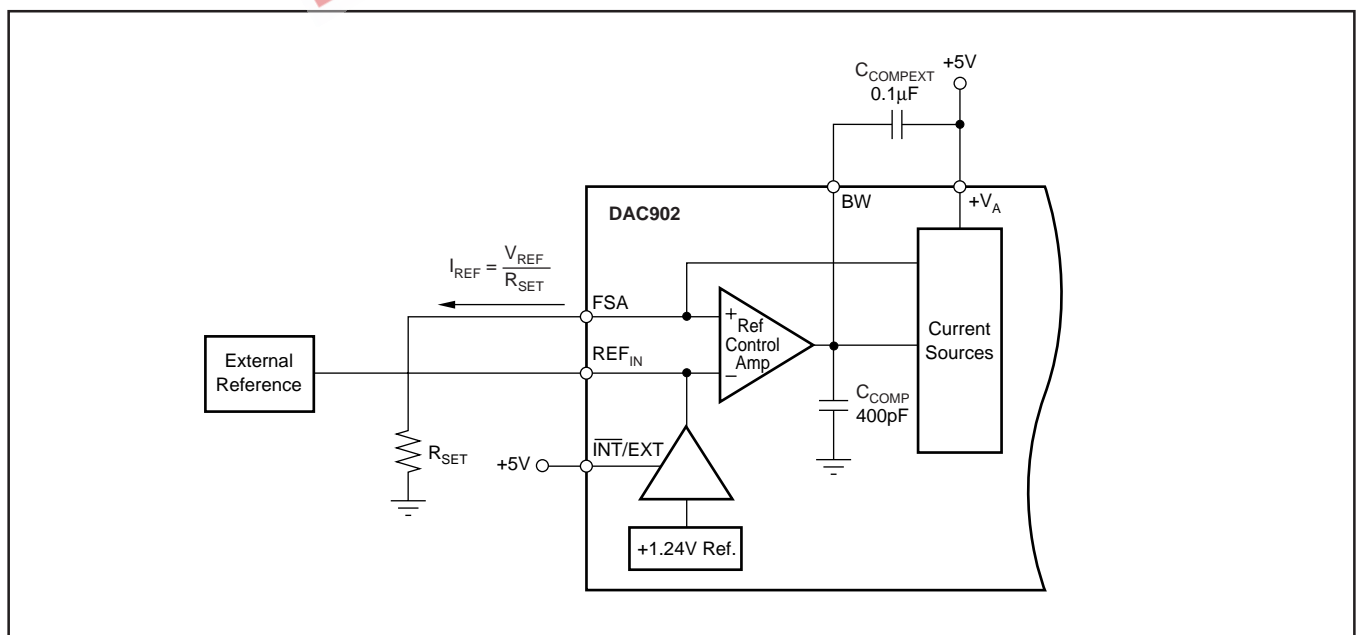 C_COMPEXT
0.1µF
+5V
BW
+V_A
DAC902
I_REF = V_REF / R_SET
FSA
REF_IN
+
Ref
Control
Amp
–
Current
Sources
External
Reference
C_COMP
400pF
R_SET
+5V
I̅N̅T̅/EXT
+1.24V Ref.